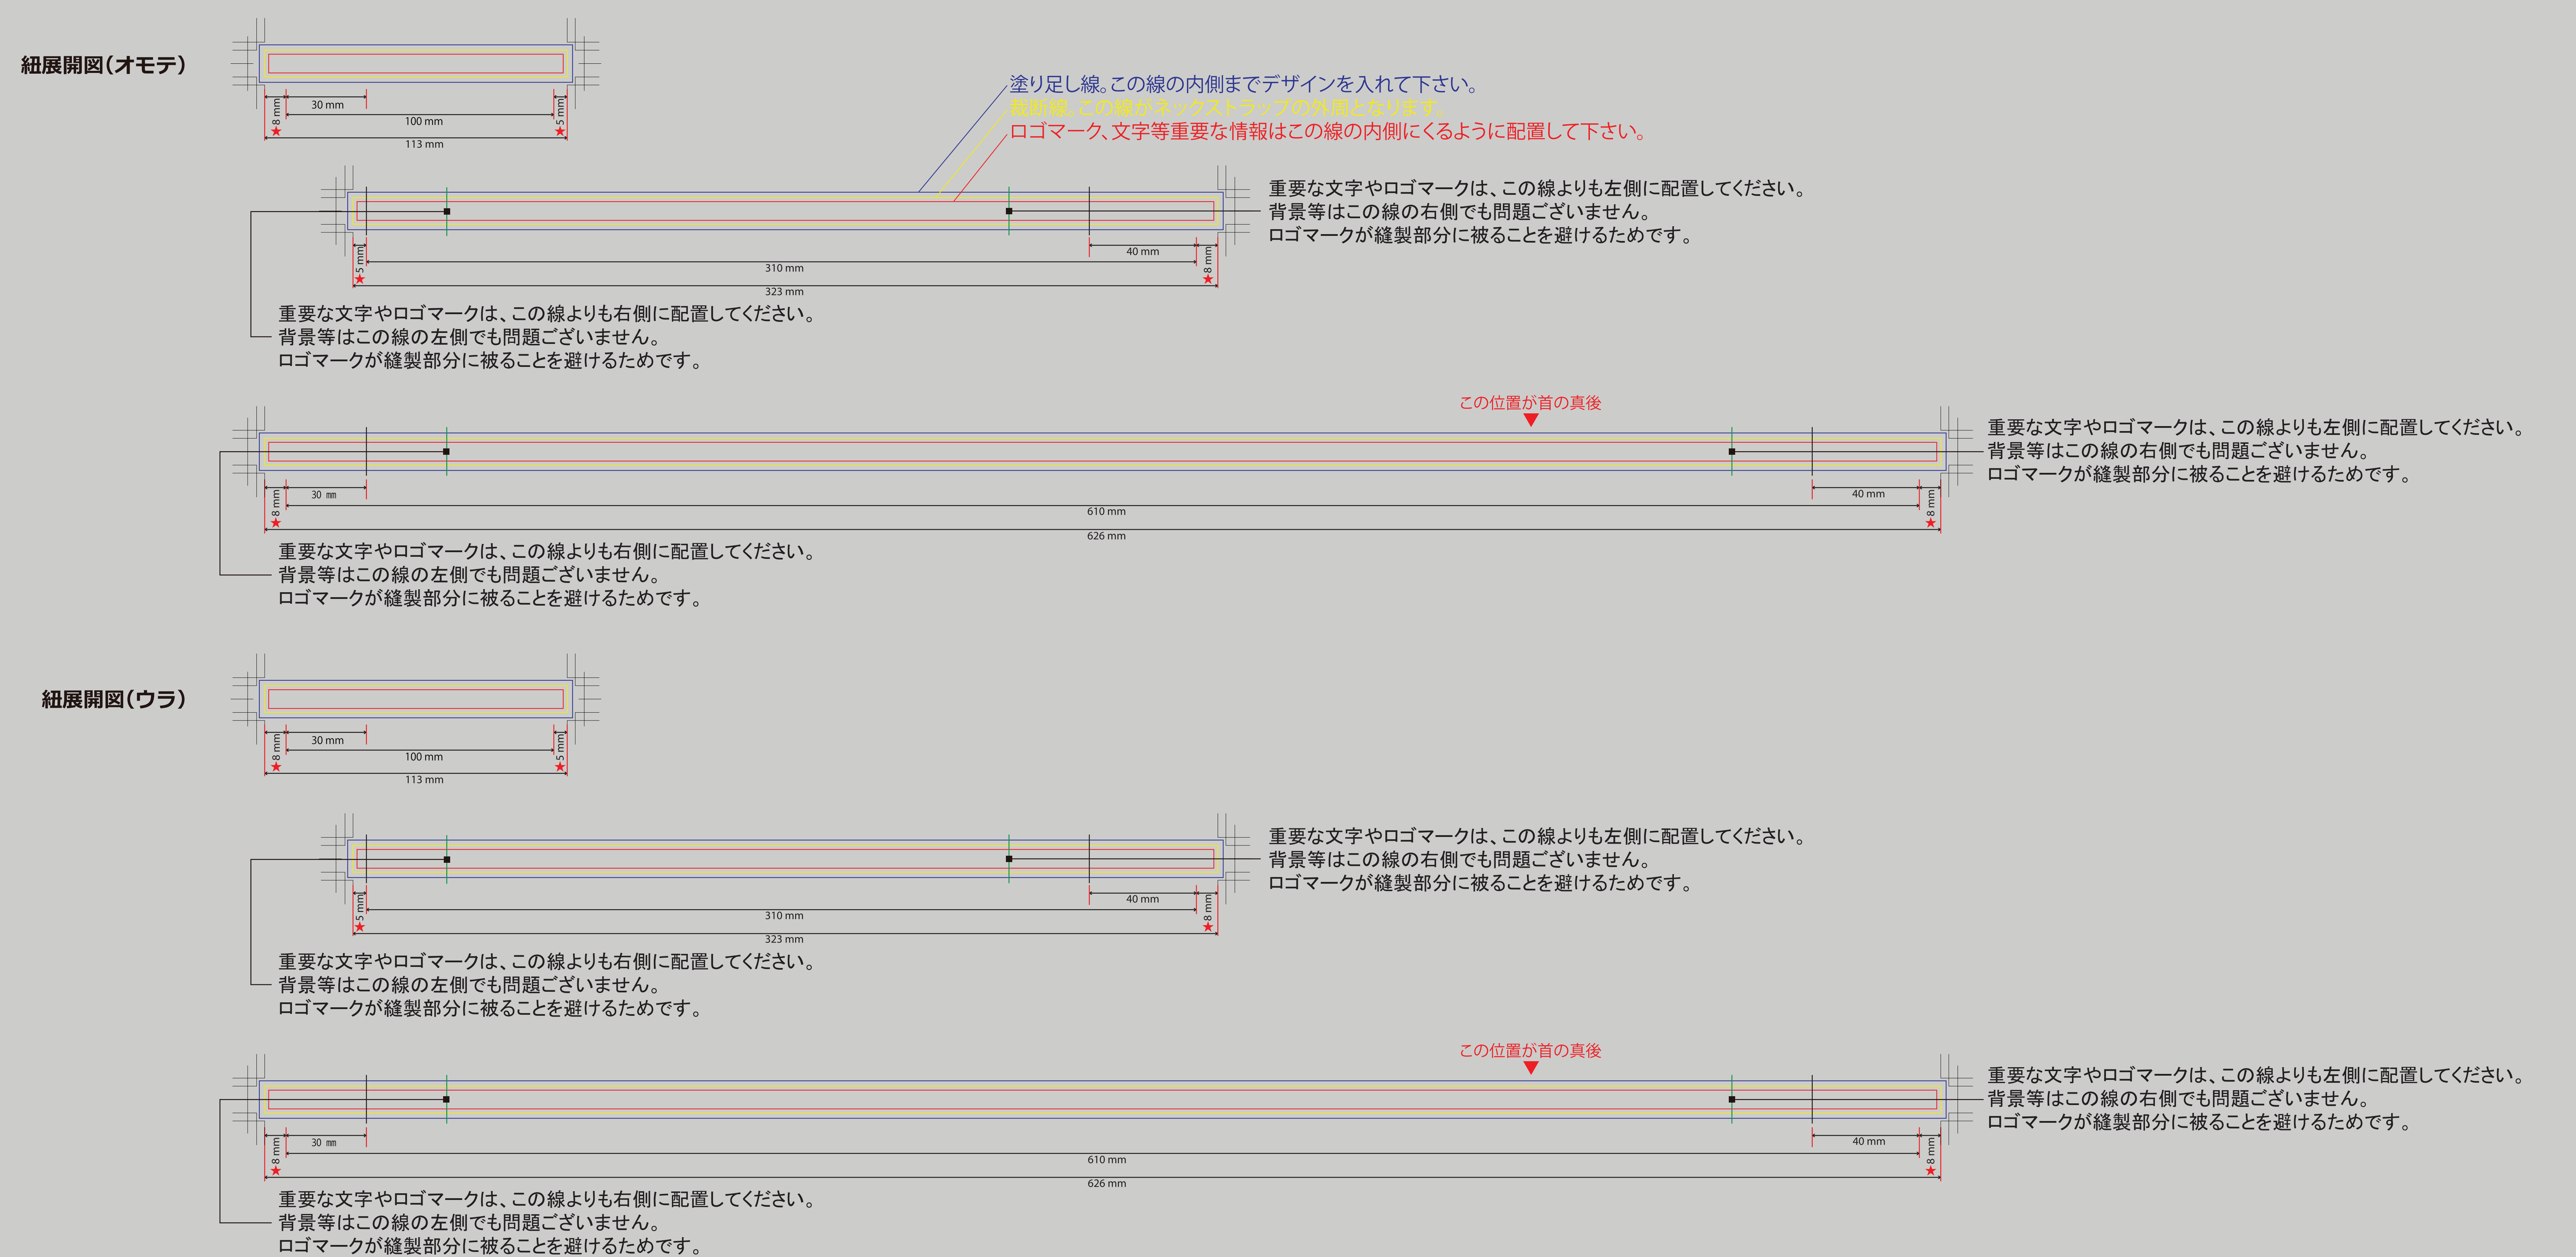 紐展開図(オモテ)
★8 mm
30 mm
100 mm
★5 mm
113 mm
塗り足し線。この線の内側までデザインを入れて下さい。
裁断線。この線がネックストラップの外周となります。
ロゴマーク、文字等重要な情報はこの線の内側にくるように配置して下さい。
重要な文字やロゴマークは、この線よりも左側に配置してください。
背景等はこの線の右側でも問題ございません。
ロゴマークが縫製部分に被ることを避けるためです。
★5 mm
310 mm
40 mm
★8 mm
323 mm
重要な文字やロゴマークは、この線よりも右側に配置してください。
背景等はこの線の左側でも問題ございません。
ロゴマークが縫製部分に被ることを避けるためです。
この位置が首の真後
重要な文字やロゴマークは、この線よりも左側に配置してください。
背景等はこの線の右側でも問題ございません。
ロゴマークが縫製部分に被ることを避けるためです。
★8 mm
30 mm
610 mm
40 mm
★8 mm
626 mm
重要な文字やロゴマークは、この線よりも右側に配置してください。
背景等はこの線の左側でも問題ございません。
ロゴマークが縫製部分に被ることを避けるためです。
紐展開図(ウラ)
★8 mm
30 mm
100 mm
★5 mm
113 mm
重要な文字やロゴマークは、この線よりも左側に配置してください。
背景等はこの線の右側でも問題ございません。
ロゴマークが縫製部分に被ることを避けるためです。
★5 mm
310 mm
40 mm
★8 mm
323 mm
重要な文字やロゴマークは、この線よりも右側に配置してください。
背景等はこの線の左側でも問題ございません。
ロゴマークが縫製部分に被ることを避けるためです。
この位置が首の真後
重要な文字やロゴマークは、この線よりも左側に配置してください。
背景等はこの線の右側でも問題ございません。
ロゴマークが縫製部分に被ることを避けるためです。
★8 mm
30 mm
610 mm
40 mm
★8 mm
626 mm
重要な文字やロゴマークは、この線よりも右側に配置してください。
背景等はこの線の左側でも問題ございません。
ロゴマークが縫製部分に被ることを避けるためです。